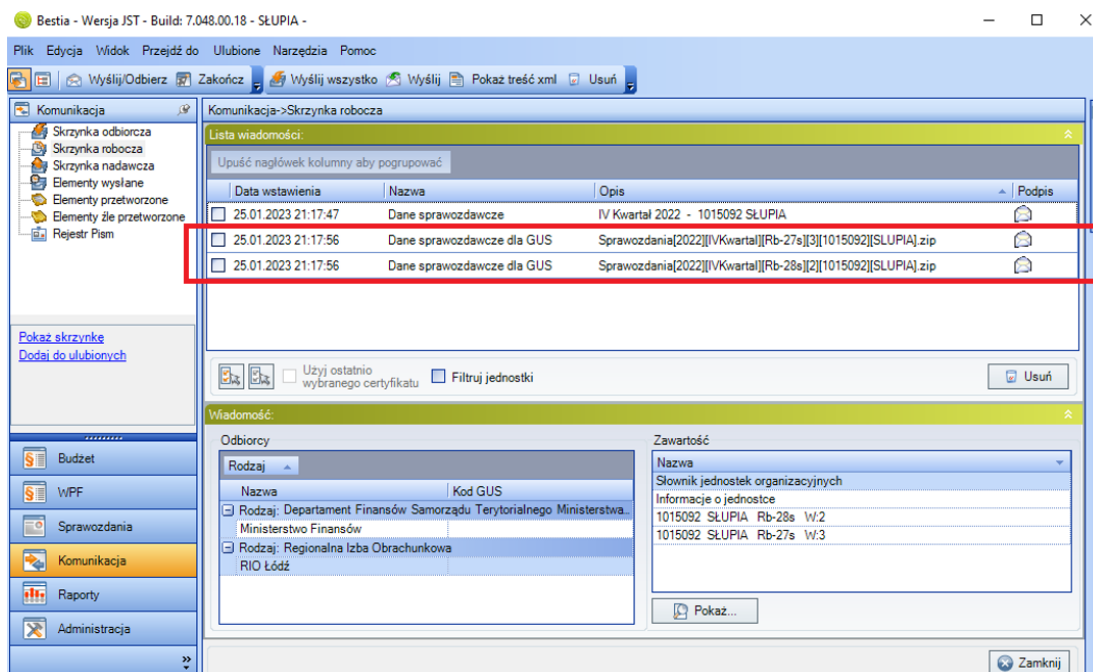 Bestia - Wersja JST - Build: 7.048.00.18 - SŁUPIA -
Plik Edycja Widok Przejdź do Ulubione Narzędzia Pomoc
Wyślij/Odbierz Zakończ Wyślij wszystko Wyślij Pokaż treść xml Usuń
Komunikacja
Skrzynka odbiorcza
Skrzynka robocza
Skrzynka nadawcza
Elementy wysłane
Elementy przetworzone
Elementy źle przetworzone
Rejestr Pism
Pokaż skrzynkę
Dodaj do ulubionych
Budżet
WPF
Sprawozdania
Komunikacja
Raporty
Administracja
Komunikacja->Skrzynka robocza
Lista wiadomości:
Upuść nagłówek kolumny aby pogrupować
Data wstawienia Nazwa Opis Podpis
25.01.2023 21:17:47 Dane sprawozdawcze IV Kwartał 2022 - 1015092 SŁUPIA
25.01.2023 21:17:56 Dane sprawozdawcze dla GUS Sprawozdania[2022][IVKwartal][Rb-27s][3][1015092][SLUPIA].zip
25.01.2023 21:17:56 Dane sprawozdawcze dla GUS Sprawozdania[2022][IVKwartal][Rb-28s][2][1015092][SLUPIA].zip
Użyj ostatnio
wybranego certyfikatu
Filtruj jednostki
Usuń
Wiadomość:
Odbiorcy
Rodzaj
Nazwa Kod GUS
Rodzaj: Departament Finansów Samorządu Terytorialnego Ministerstwa...
Ministerstwo Finansów
Rodzaj: Regionalna Izba Obrachunkowa
RIO Łódź
Zawartość
Nazwa
Słownik jednostek organizacyjnych
Informacje o jednostce
1015092 SŁUPIA Rb-28s W:2
1015092 SŁUPIA Rb-27s W:3
Pokaż...
Zamknij